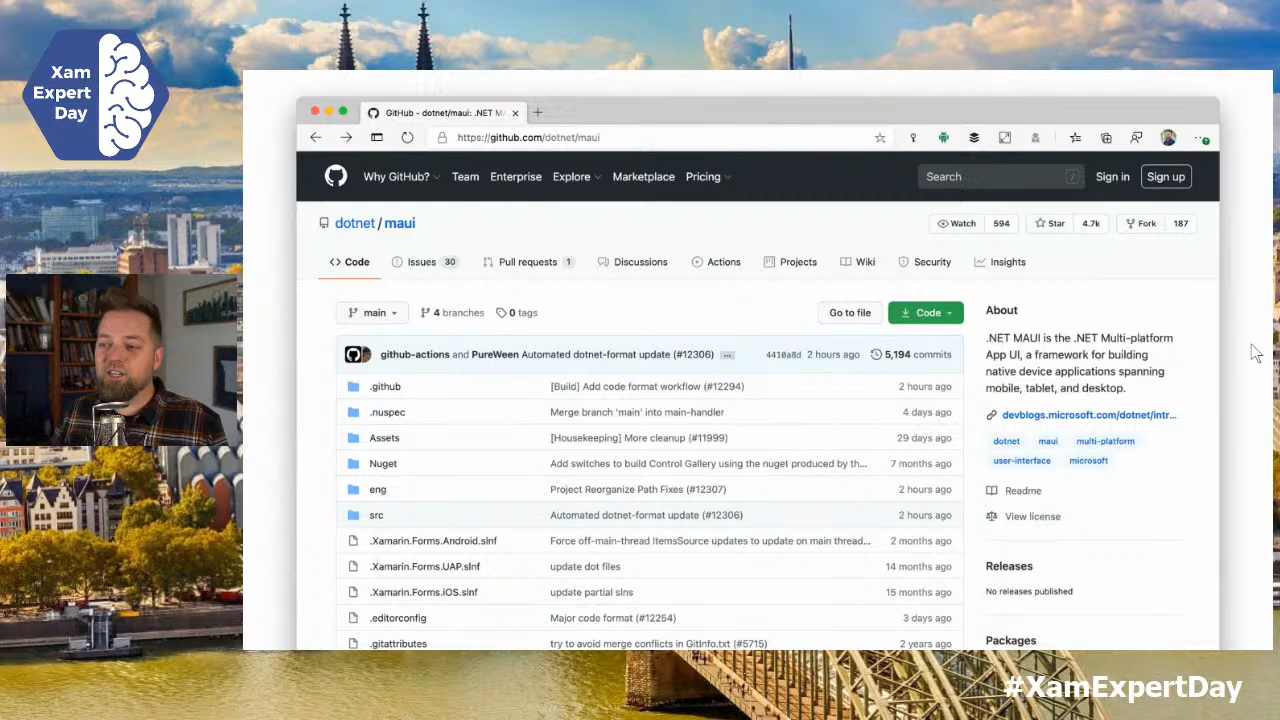 Xam
Expert
Day
GitHub - dotnet/maui: .NET M
https://github.com/dotnet/maui
Why GitHub? Team Enterprise Explore Marketplace Pricing Search / Sign in Sign up
dotnet / maui Watch 594 Star 4.7k Fork 187
Code Issues 30 Pull requests 1 Discussions Actions Projects Wiki Security Insights
main 4 branches 0 tags Go to file Code
github-actions and PureWeen Automated dotnet-format update (#12306) ... 4410a8d 2 hours ago 5,194 commits
.github [Build] Add code format workflow (#12294) 2 hours ago
.nuspec Merge branch 'main' into main-handler 4 days ago
Assets [Housekeeping] More cleanup (#11999) 29 days ago
Nuget Add switches to build Control Gallery using the nuget produced by th... 7 months ago
eng Project Reorganize Path Fixes (#12307) 2 hours ago
src Automated dotnet-format update (#12306) 2 hours ago
.Xamarin.Forms.Android.slnf Force off-main-thread ItemsSource updates to update on main thread... 2 months ago
.Xamarin.Forms.UAP.slnf update dot files 14 months ago
.Xamarin.Forms.iOS.slnf update partial slns 15 months ago
.editorconfig Major code format (#12254) 3 days ago
.gitattributes try to avoid merge conflicts in GitInfo.txt (#5715) 2 years ago
About
.NET MAUI is the .NET Multi-platform
App UI, a framework for building
native device applications spanning
mobile, tablet, and desktop.
devblogs.microsoft.com/dotnet/intr...
dotnet maui multi-platform
user-interface microsoft
Readme
View license
Releases
No releases published
Packages
#XamExpertDay